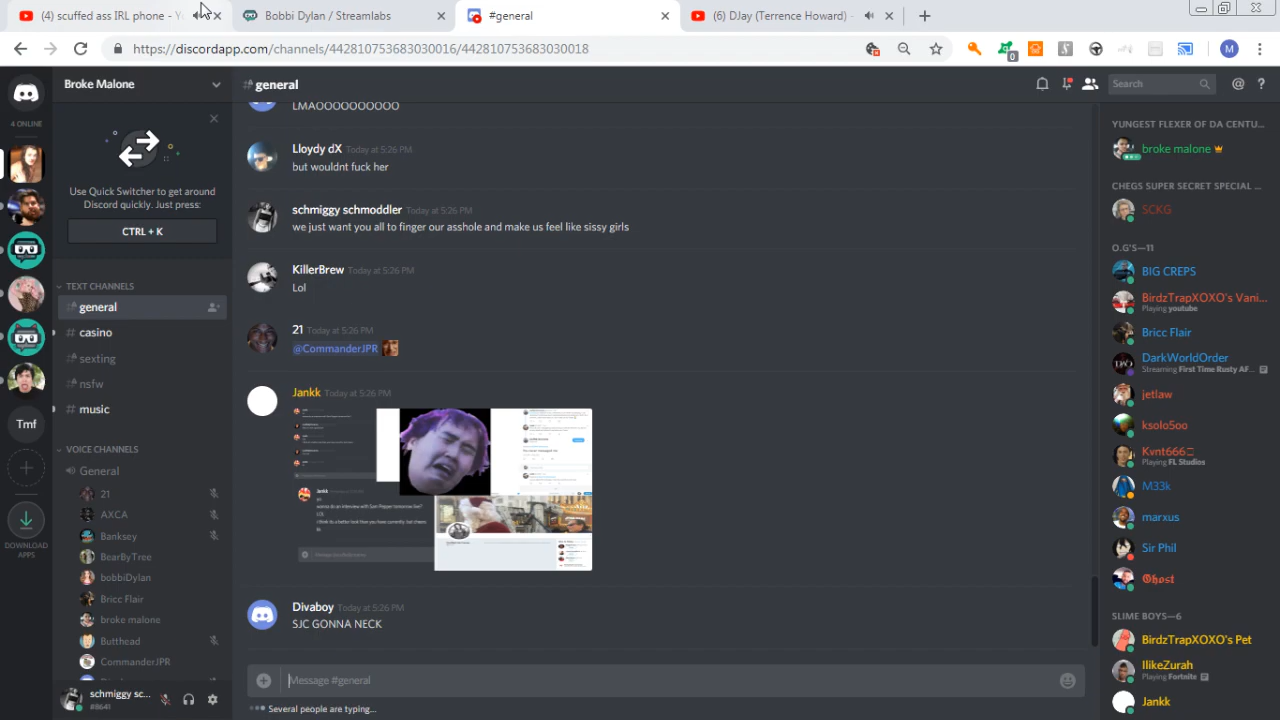 (4) scuffed ass IRL phone - Y
Bobbi Dylan / Streamlabs
#general
(6) DJay (Terrence Howard) -
https://discordapp.com/channels/442810753683030016/442810753683030018
0
M
Broke Malone
#general
Search
4 ONLINE
Use Quick Switcher to get around
Discord quickly. Just press:
CTRL + K
TEXT CHANNELS
general
# casino
sexting
nsfw
# music
VOICE CHANNELS
General
21
AXCA
Banksey
BearByTree
bobbiDylan
Bricc Flair
broke malone
Butthead
CommanderJPR
Tmf
DOWNLOAD
APPS
schmiggy sc...
#8641
LMAOOOOOOOOOO
Lloydy dX Today at 5:26 PM
but wouldnt fuck her
schmiggy schmoddler Today at 5:26 PM
we just want you all to finger our asshole and make us feel like sissy girls
KillerBrew Today at 5:26 PM
Lol
21 Today at 5:26 PM
@CommanderJPR
Jankk Today at 5:26 PM
Divaboy Today at 5:26 PM
SJC GONNA NECK
Message #general
Several people are typing...
YUNGEST FLEXER OF DA CENTU...
broke malone
CHEGS SUPER SECRET SPECIAL ...
SCKG
O.G'S—11
BIG CREPS
BirdzTrapXOXO's Vani...
Playing youtube
Bricc Flair
DarkWorldOrder
Streaming First Time Rusty AF...
jetlaw
ksolo5oo
Kvnt666
Playing FL Studios
M33k
marxus
Sir Phil
Ghost
SLIME BOYS—6
BirdzTrapXOXO's Pet
IlikeZurah
Playing Fortnite
Jankk